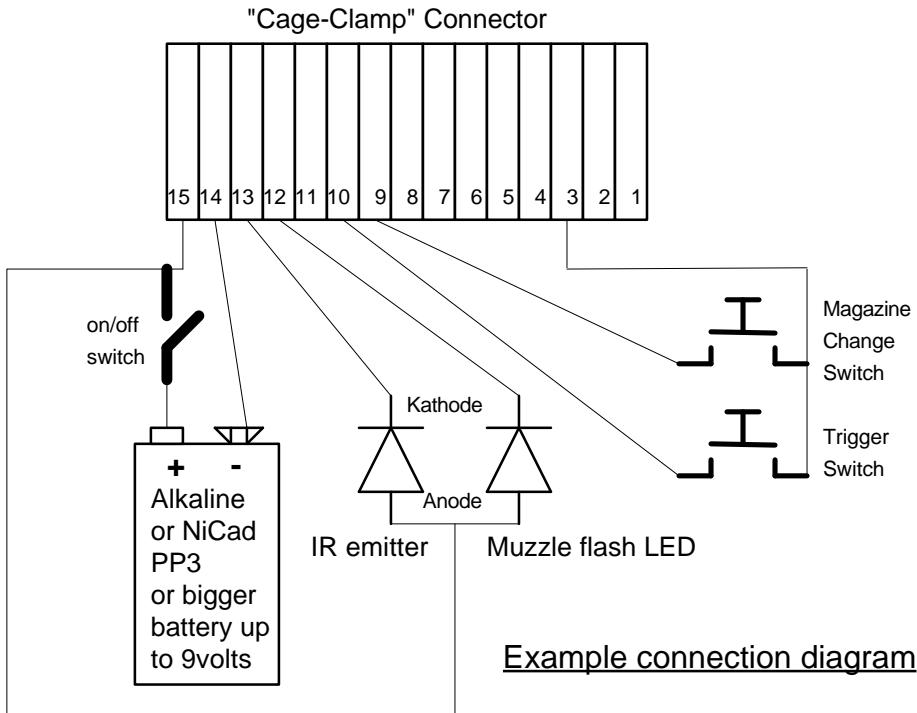 "Cage-Clamp" Connector
15 14 13 12 11 10 9 8 7 6 5 4 3 2 1
on/off
switch
Magazine
Change
Switch
Kathode
Trigger
Switch
+ -
Anode
Alkaline
or NiCad
PP3
or bigger
battery up
to 9volts
IR emitter
Muzzle flash LED
Example connection diagram